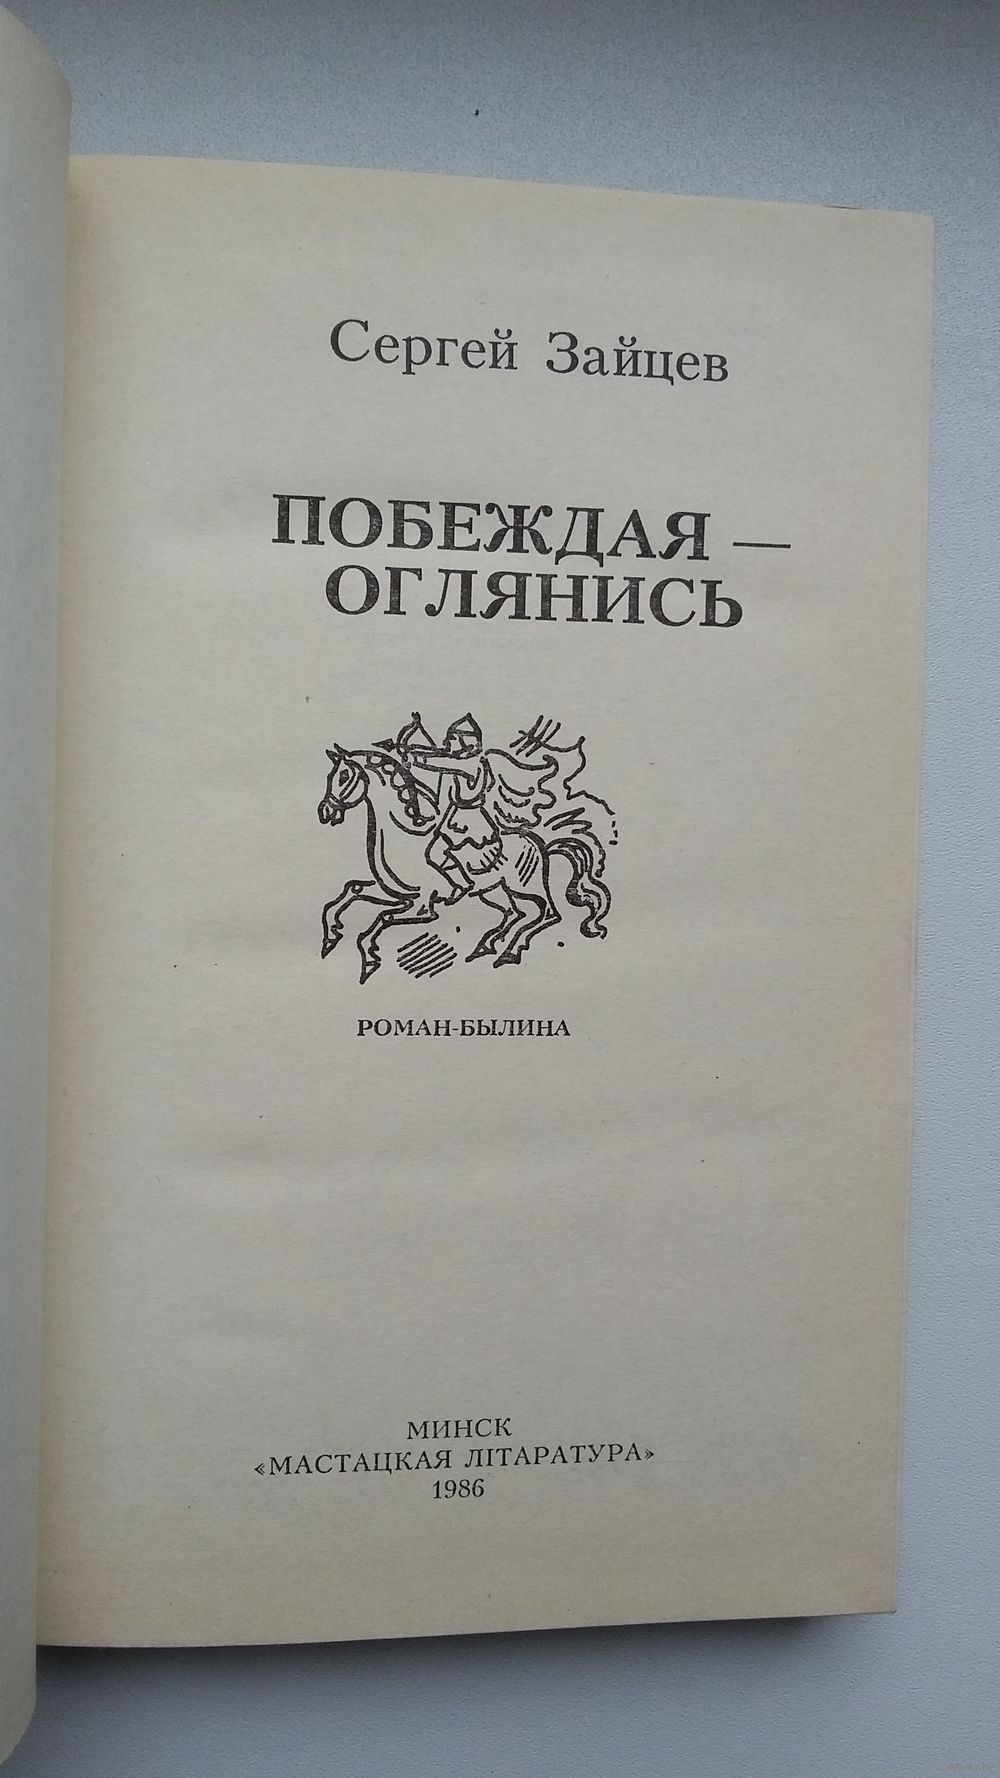 Сергей Зайцев
ПОБЕЖДАЯ —
ОГЛЯНИСЬ
РОМАН-БЫЛИНА
МИНСК
«МАСТАЦКАЯ ЛІТАРАТУРА»
1986